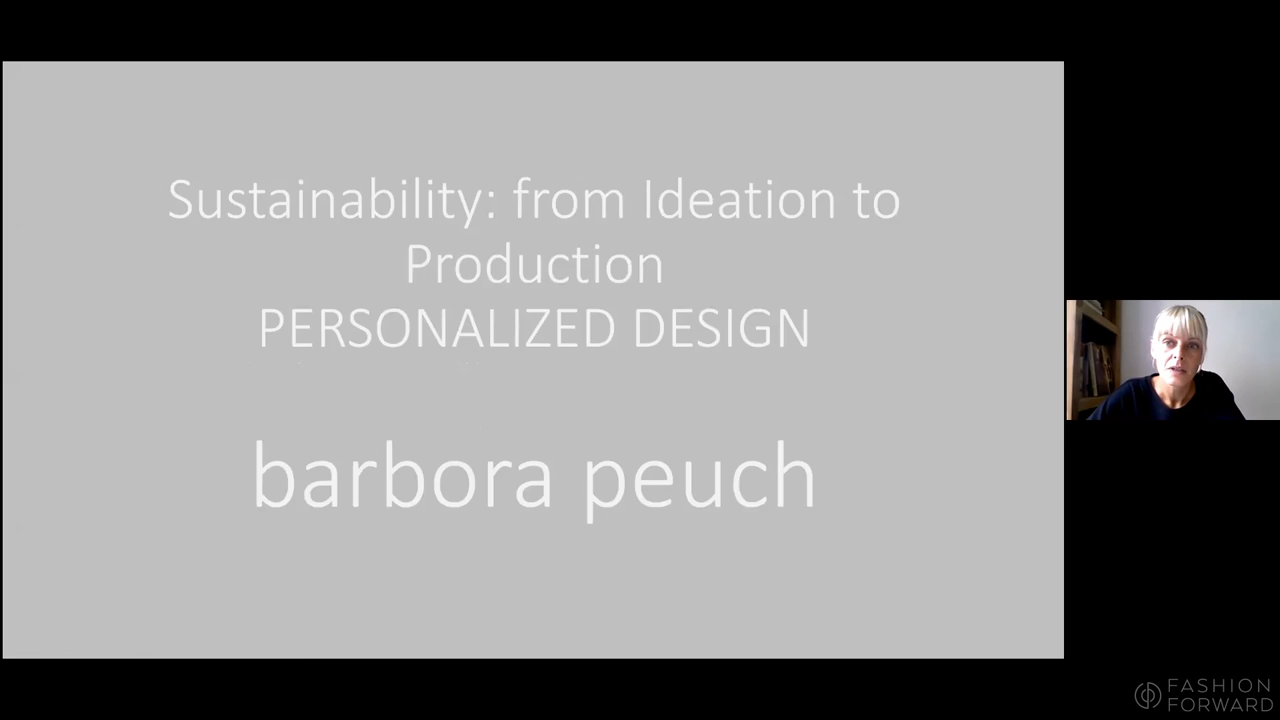 Sustainability: from Ideation to
Production
PERSONALIZED DESIGN
barbora peuch
FASHION
FORWARD